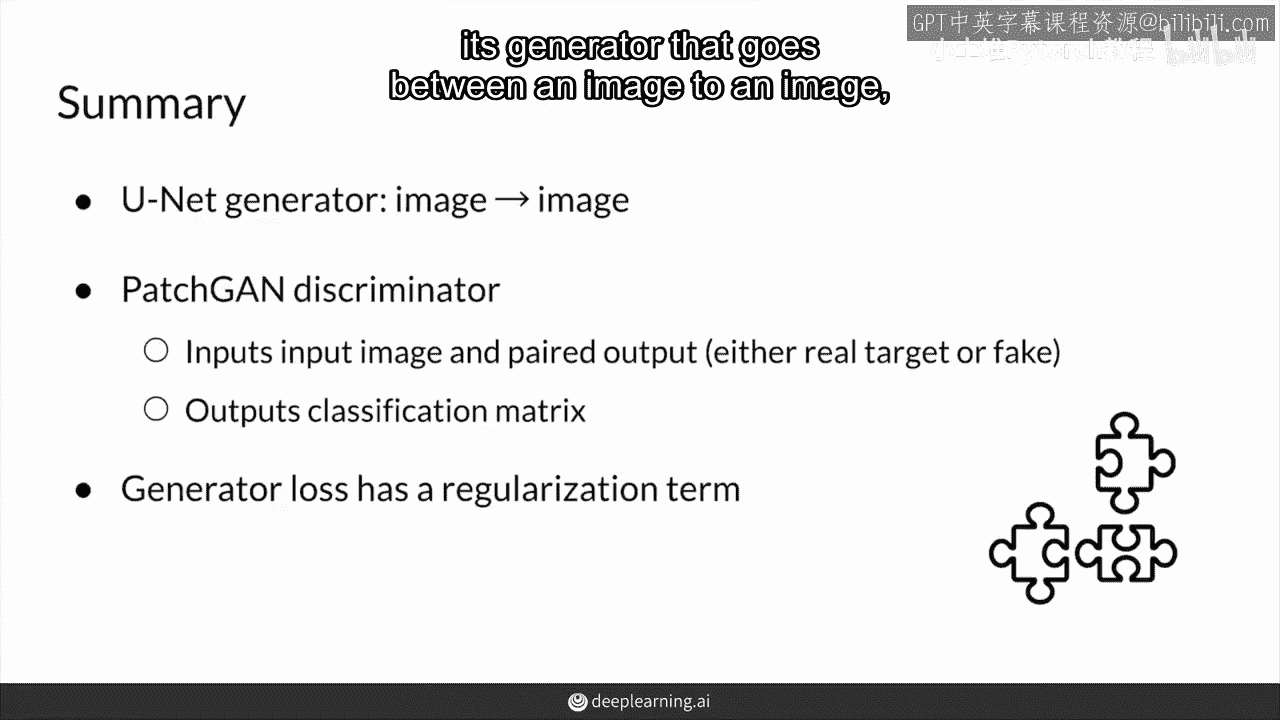 GPT中英字幕课程资源@bilibili.com
its generator that goes
between an image to an image,
bilibili
Summary
● U-Net generator: image → image
● PatchGAN discriminator
○ Inputs input image and paired output (either real target or fake)
○ Outputs classification matrix
● Generator loss has a regularization term
deeplearning.ai